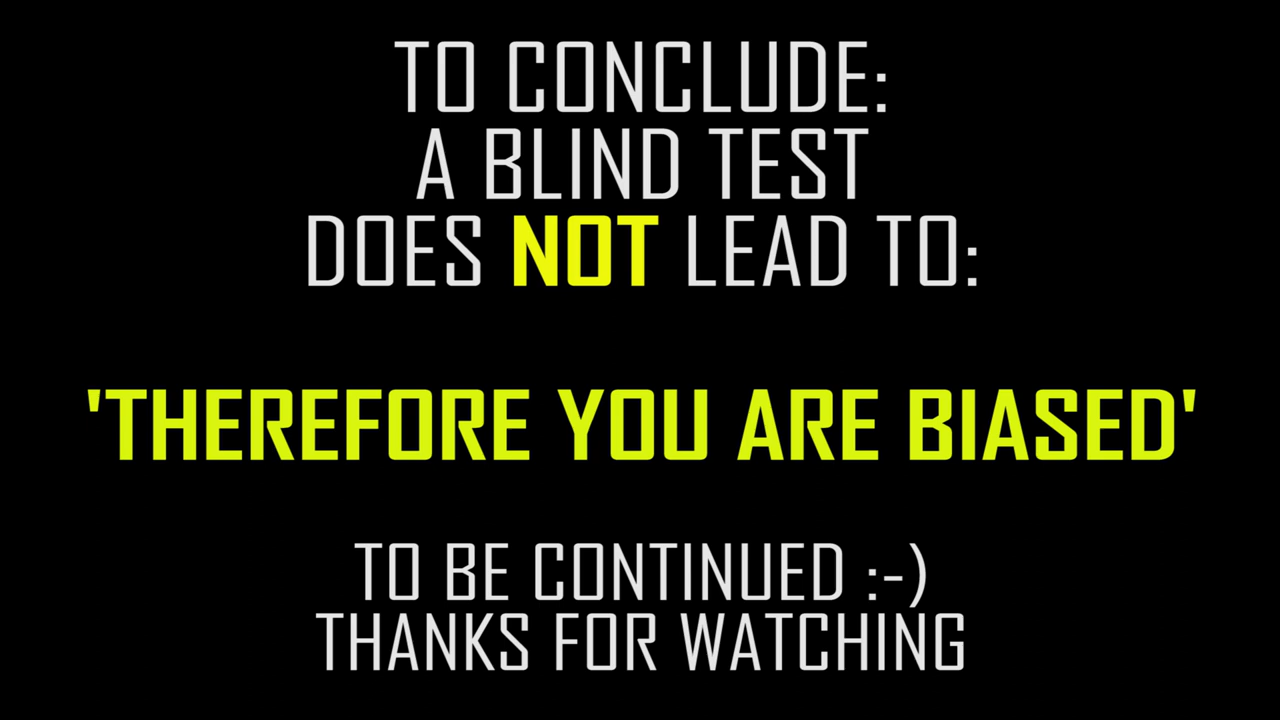 TO CONCLUDE:
A BLIND TEST
DOES NOT LEAD TO:
'THEREFORE YOU ARE BIASED'
TO BE CONTINUED :-)
THANKS FOR WATCHING